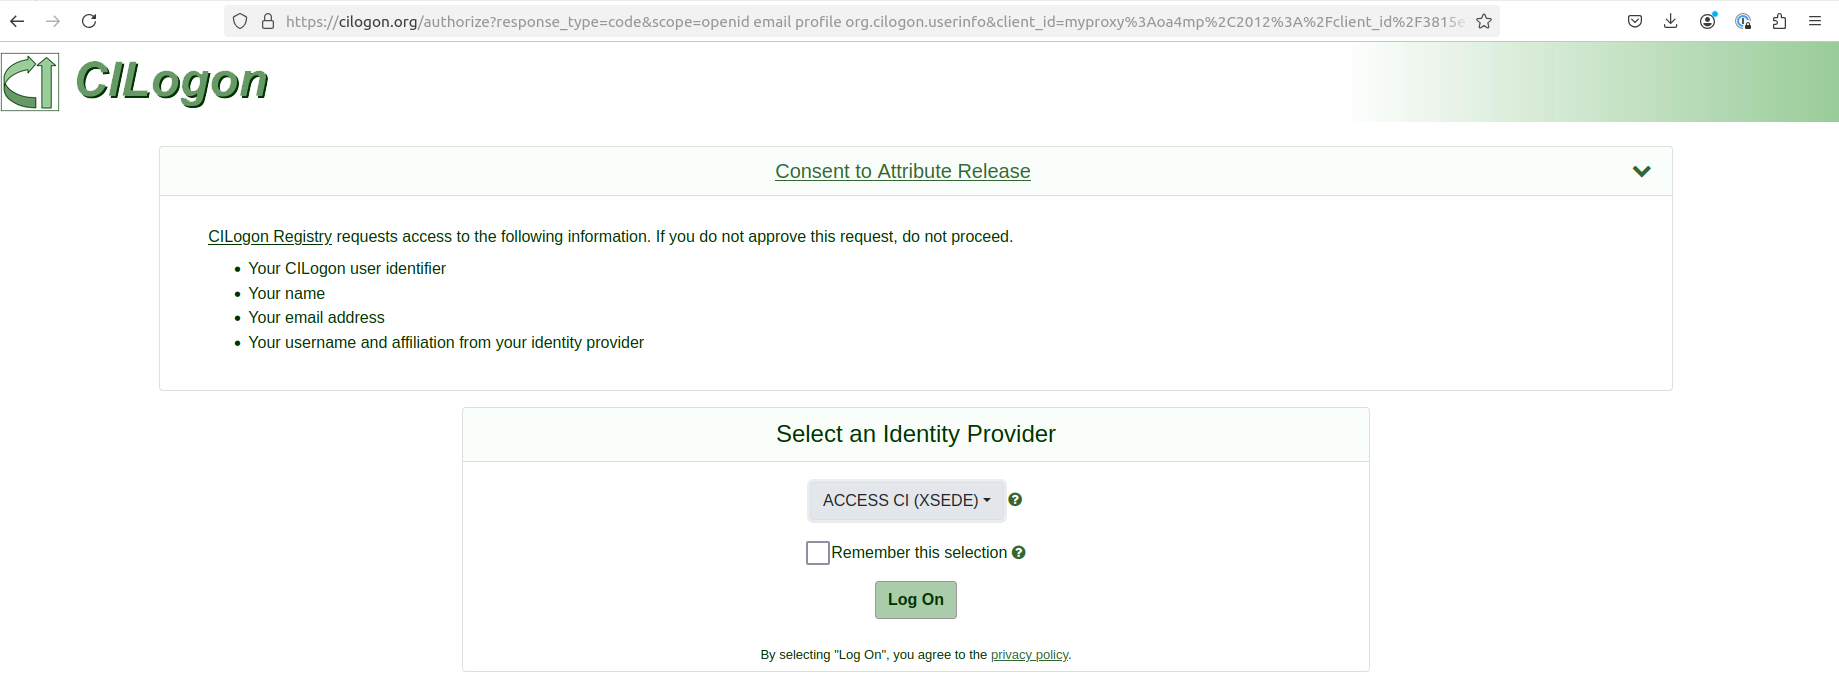 https://cilogon.org/authorize?response_type=code&scope=openid email profile org.cilogon.userinfo&client_id=myproxy%3Aoa4mp%2C2012%3A%2Fclient_id%2F3815e
CILogon
Consent to Attribute Release
CILogon Registry requests access to the following information. If you do not approve this request, do not proceed.
• Your CILogon user identifier
• Your name
• Your email address
• Your username and affiliation from your identity provider
Select an Identity Provider
ACCESS CI (XSEDE)
Remember this selection
Log On
By selecting "Log On", you agree to the privacy policy.